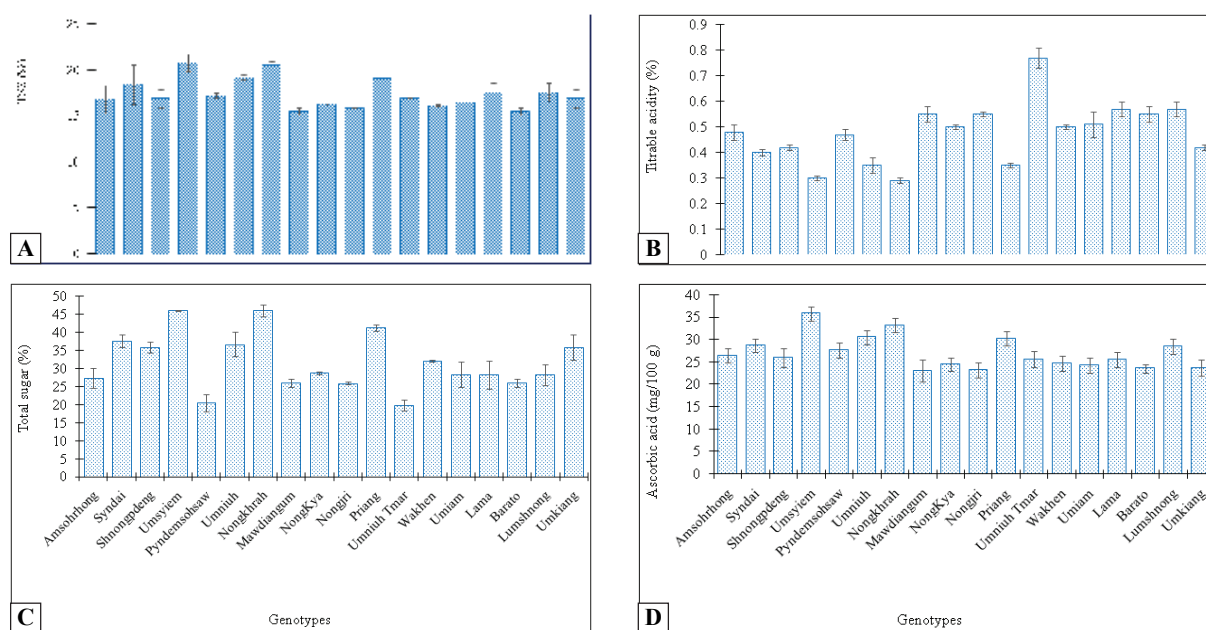 A
Titrable acidity (%)
0.9
0.8
0.7
0.6
0.5
0.4
0.3
0.2
0.1
0
B
Total sugar (%)
50
45
40
35
30
25
20
15
10
5
0
Ansohrhong
Syndai
Shnongpdeng
Umsyiem
Pyndemsohsaw
Umniuh
Nongkhrah
Mawdiangum
NongKya
Nongjri
Priang
Umniuh Tmar
Wakhen
Umiam
Lama
Barato
Lumshnong
Umkiang
Genotypes
C
Ascorbic acid (mg/100 g)
40
35
30
25
20
15
10
5
0
Ansohrhong
Syndai
Shnongpdeng
Umsyiem
Pyndemsohsaw
Umniuh
Nongkhrah
Mawdiangum
NongKya
Nongjri
Priang
Umniuh Tmar
Wakhen
Umiam
Lama
Barato
Lumshnong
Umkiang
Genotypes
D